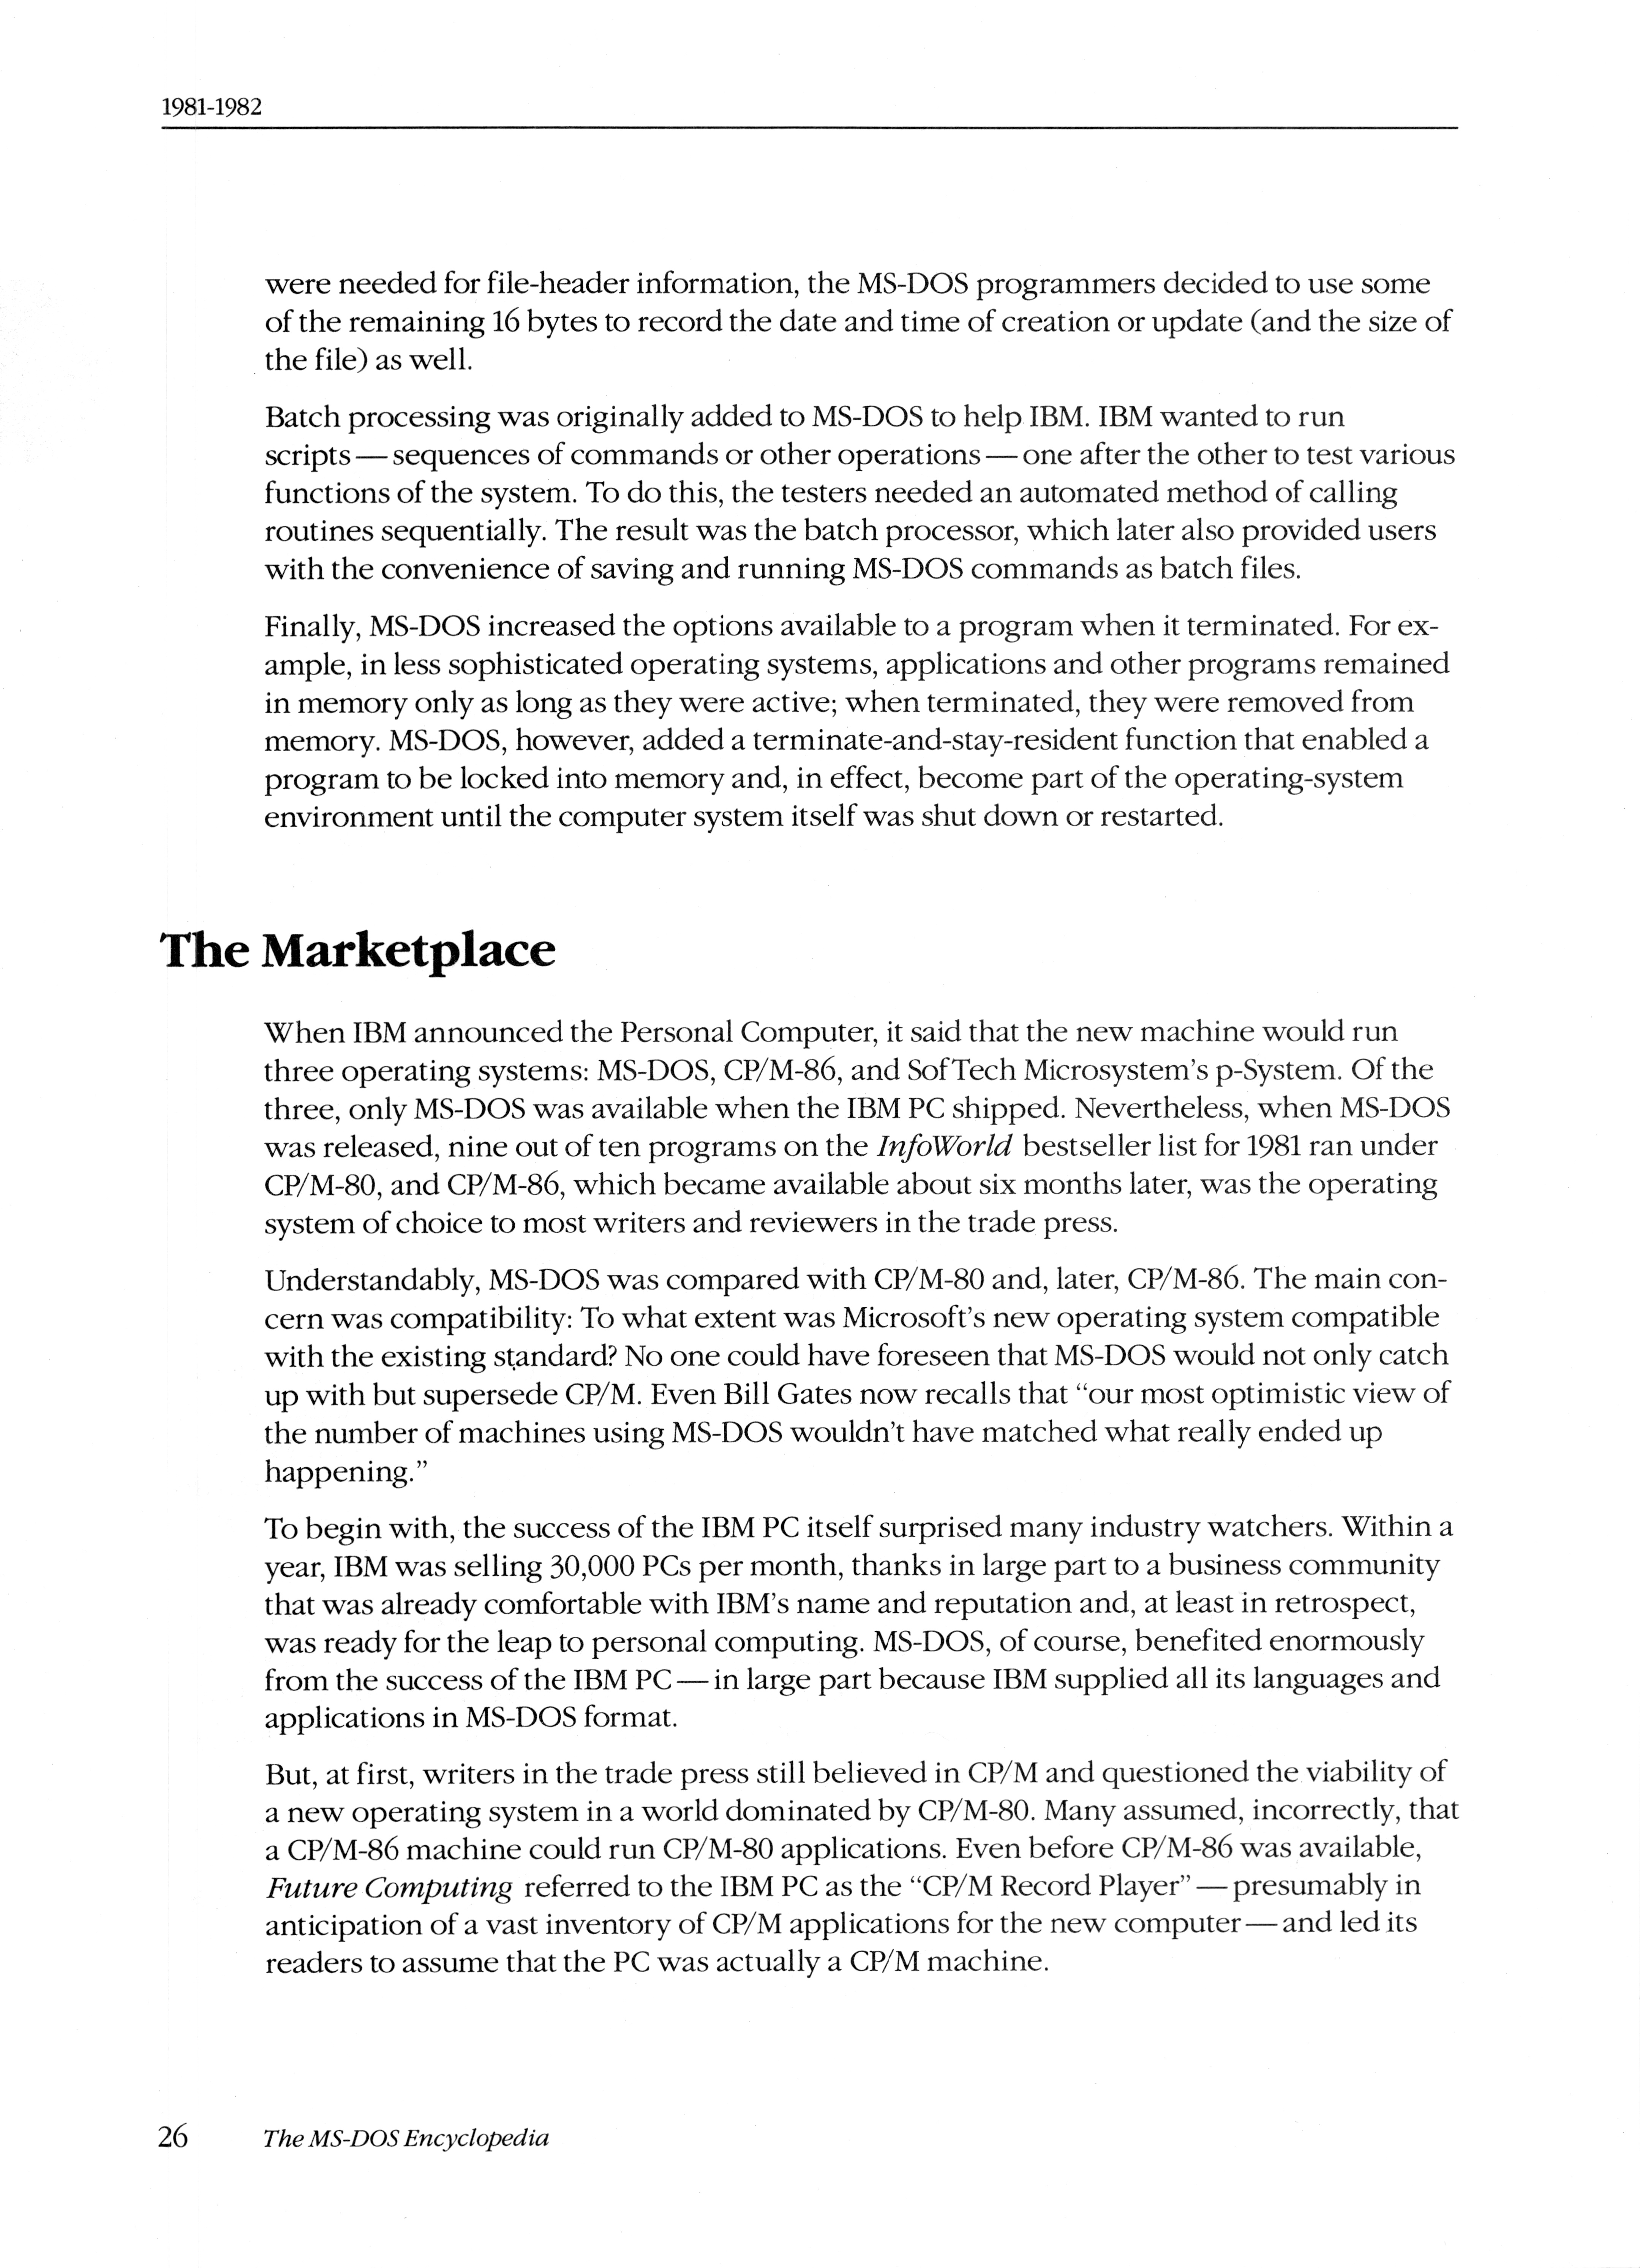 1981-1982
were needed for file-header information, the MS-DOS programmers decided to use some
of the remaining 16 bytes to record the date and time of creation or update (and the size of
the file) as well.
Batch processing was originally added to MS-DOS to help IBM. IBM wanted to run
scripts — sequences of commands or other operations — one after the other to test various
functions of the system. To do this, the testers needed an automated method of calling
routines sequentially. The result was the batch processor, which later also provided users
with the convenience of saving and running MS-DOS commands as batch files.
Finally, MS-DOS increased the options available to a program when it terminated. For ex-
ample, in less sophisticated operating systems, applications and other programs remained
in memory only as long as they were active; when terminated, they were removed from
memory. MS-DOS, however, added a terminate-and-stay-resident function that enabled a
program to be locked into memory and, in effect, become part of the operating-system
environment until the computer system itself was shut down or restarted.
The Marketplace
When IBM announced the Personal Computer, it said that the new machine would run
three operating systems: MS-DOS, CP/M-86, and SofTech Microsystem's p-System. Of the
three, only MS-DOS was available when the IBM PC shipped. Nevertheless, when MS-DOS
was released, nine out of ten programs on the InfoWorld bestseller list for 1981 ran under
CP/M-80, and CP/M-86, which became available about six months later, was the operating
system of choice to most writers and reviewers in the trade press.
Understandably, MS-DOS was compared with CP/M-80 and, later, CP/M-86. The main con-
cern was compatibility: To what extent was Microsoft's new operating system compatible
with the existing standard? No one could have foreseen that MS-DOS would not only catch
up with but supersede CP/M. Even Bill Gates now recalls that “our most optimistic view of
the number of machines using MS-DOS wouldn't have matched what really ended up
happening.”
To begin with, the success of the IBM PC itself surprised many industry watchers. Within a
year, IBM was selling 30,000 PCs per month, thanks in large part to a business community
that was already comfortable with IBM's name and reputation and, at least in retrospect,
was ready for the leap to personal computing. MS-DOS, of course, benefited enormously
from the success of the IBM PC — in large part because IBM supplied all its languages and
applications in MS-DOS format.
But, at first, writers in the trade press still believed in CP/M and questioned the viability of
a new operating system in a world dominated by CP/M-80. Many assumed, incorrectly, that
a CP/M-86 machine could run CP/M-80 applications. Even before CP/M-86 was available,
Future Computing referred to the IBM PC as the “CP/M Record Player” — presumably in
anticipation of a vast inventory of CP/M applications for the new computer — and led its
readers to assume that the PC was actually a CP/M machine.
26 The MS-DOS Encyclopedia